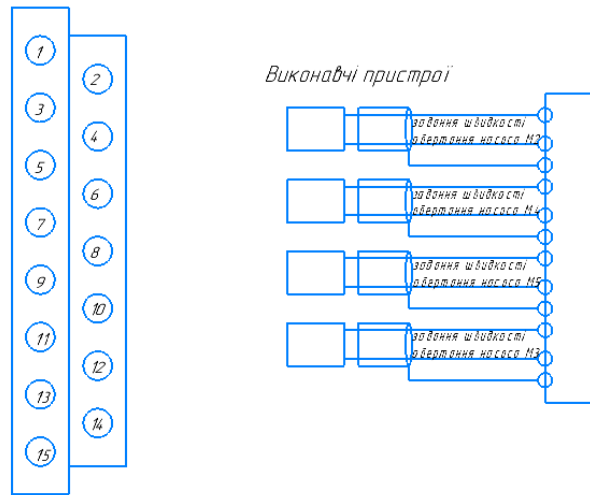 1
2
3
4
5
6
7
8
9
10
11
12
13
14
15
Виконавчі пристрої
задання швидкості
обертання насоса М2
задання швидкості
обертання насоса М4
задання швидкості
обертання насоса М5
задання швидкості
обертання насоса М3